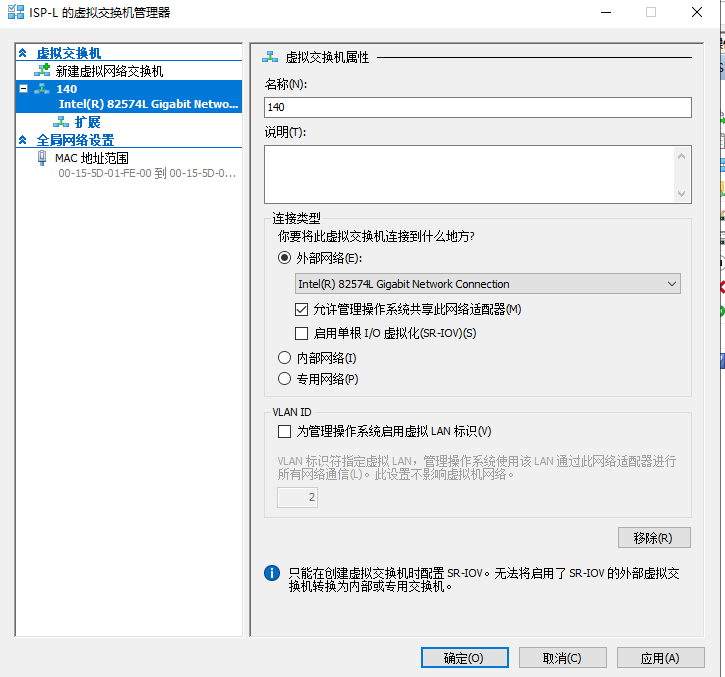 ISP-L 的虚拟交换机管理器
虚拟交换机
新建虚拟网络交换机
140
Intel(R) 82574L Gigabit Netwo...
扩展
全局网络设置
MAC 地址范围
00-15-5D-01-FE-00 到 00-15-5D-0...
虚拟交换机属性
名称(N):
140
说明(T):
连接类型
你要将此虚拟交换机连接到什么地方?
外部网络(E):
Intel(R) 82574L Gigabit Network Connection
允许管理操作系统共享此网络适配器(M)
启用单根 I/O 虚拟化(SR-IOV)(S)
内部网络(I)
专用网络(P)
VLAN ID
为管理操作系统启用虚拟 LAN 标识(V)
VLAN 标识符指定虚拟 LAN，管理操作系统使用该 LAN 通过此网络适配器进行
所有网络通信(L)。此设置不影响虚拟机网络。
2
移除(R)
只能在创建虚拟交换机时配置 SR-IOV。无法将启用了 SR-IOV 的外部虚拟交
换机转换为内部或专用交换机。
确定(O)
取消(C)
应用(A)